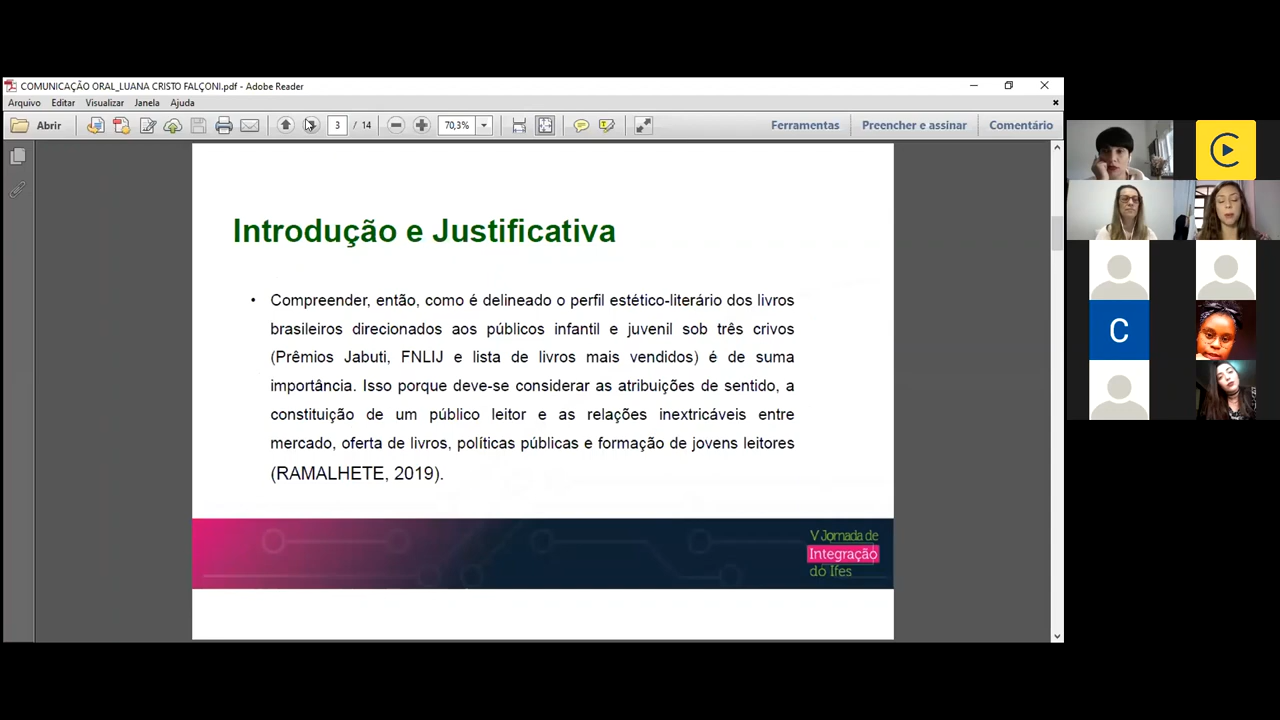 COMUNICAÇÃO ORAL_LUANA CRISTO FALÇONI.pdf - Adobe Reader
Arquivo Editar Visualizar Janela Ajuda
Abrir 3 / 14 70,3% Ferramentas Preencher e assinar Comentário
Introdução e Justificativa
• Compreender, então, como é delineado o perfil estético-literário dos livros
brasileiros direcionados aos públicos infantil e juvenil sob três crivos
(Prêmios Jabuti, FNLIJ e lista de livros mais vendidos) é de suma
importância. Isso porque deve-se considerar as atribuições de sentido, a
constituição de um público leitor e as relações inextricáveis entre
mercado, oferta de livros, políticas públicas e formação de jovens leitores
(RAMALHETE, 2019).
V Jornada de
Integração
do Ifes
C